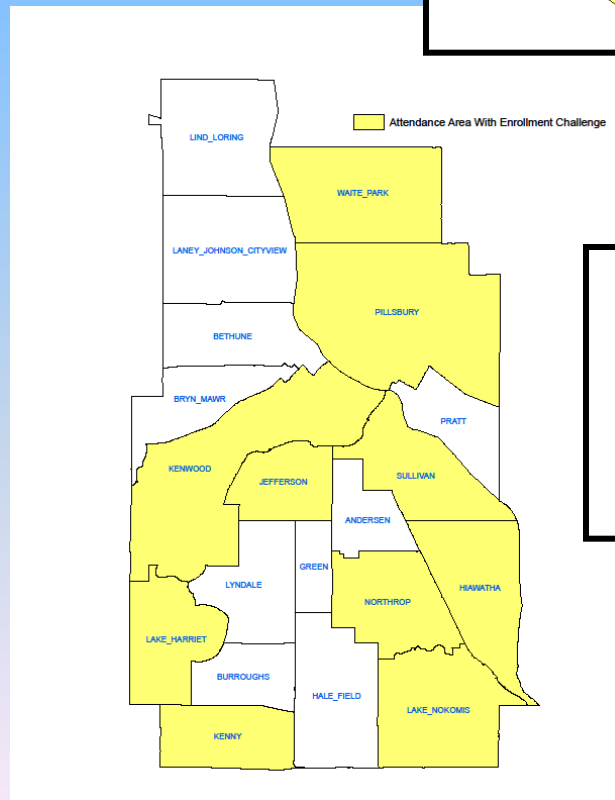 LIND_LORING
Attendance Area With Enrollment Challenge
WAITE_PARK
LANEY_JOHNSON_CITYVIEW
PILLSBURY
BETHUNE
BRYN_MAWR
PRATT
KENWOOD
JEFFERSON
SULLIVAN
ANDERSEN
GREEN
LYNDALE
HIAWATHA
NORTHROP
LAKE_HARRIET
BURROUGHS
HALE_FIELD
LAKE_NOKOMIS
KENNY